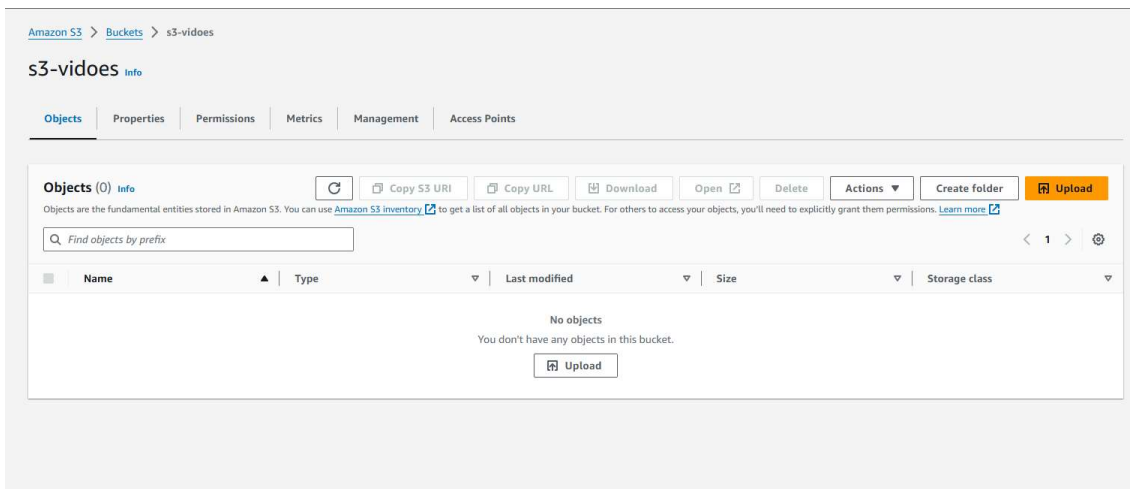 Amazon S3 > Buckets > s3-vidoes
s3-vidoes Info
Objects Properties Permissions Metrics Management Access Points
Objects (0) Info Copy S3 URI Copy URL Download Open Delete Actions ▼ Create folder Upload
Objects are the fundamental entities stored in Amazon S3. You can use Amazon S3 inventory to get a list of all objects in your bucket. For others to access your objects, you'll need to explicitly grant them permissions. Learn more
Find objects by prefix < 1 >
Name ▲ Type Last modified Size Storage class
No objects
You don't have any objects in this bucket.
Upload